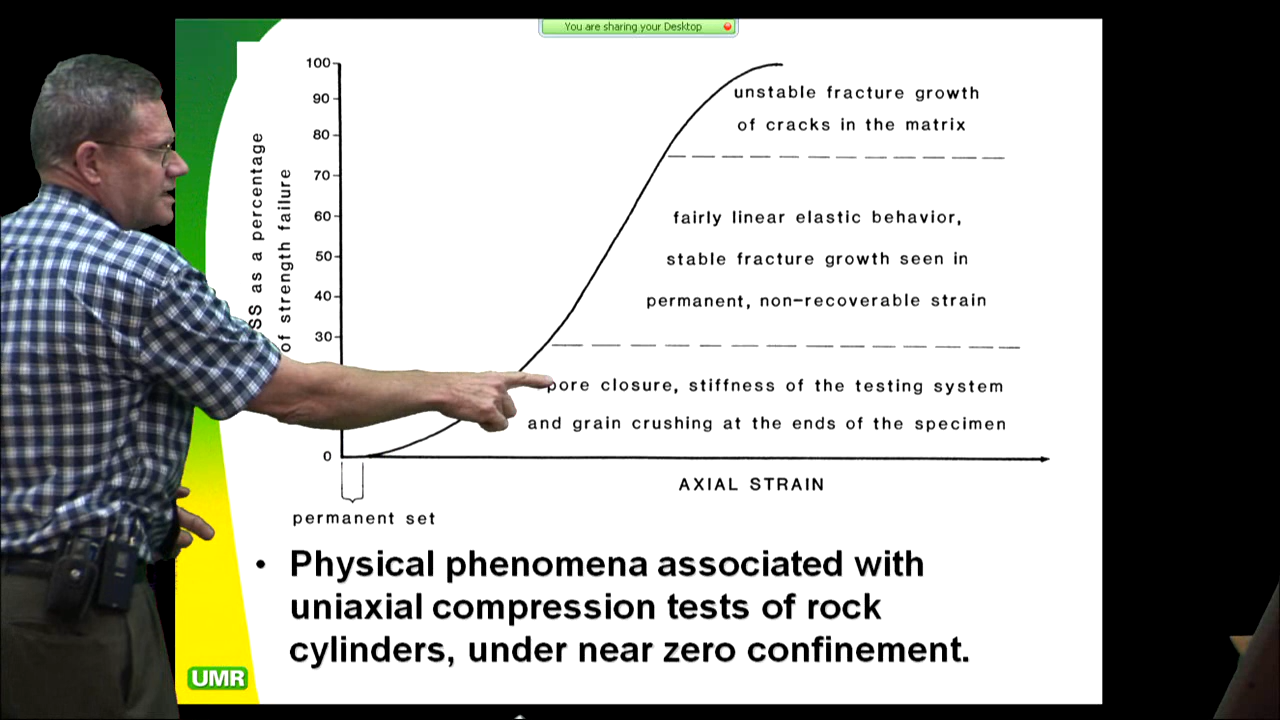 You are sharing your Desktop
100
90
80
70
60
50
40
30
0
SS as a percentage
of strength failure
unstable fracture growth
of cracks in the matrix
fairly linear elastic behavior,
stable fracture growth seen in
permanent, non-recoverable strain
pore closure, stiffness of the testing system
and grain crushing at the ends of the specimen
AXIAL STRAIN
permanent set
• Physical phenomena associated with
uniaxial compression tests of rock
cylinders, under near zero confinement.
UMR